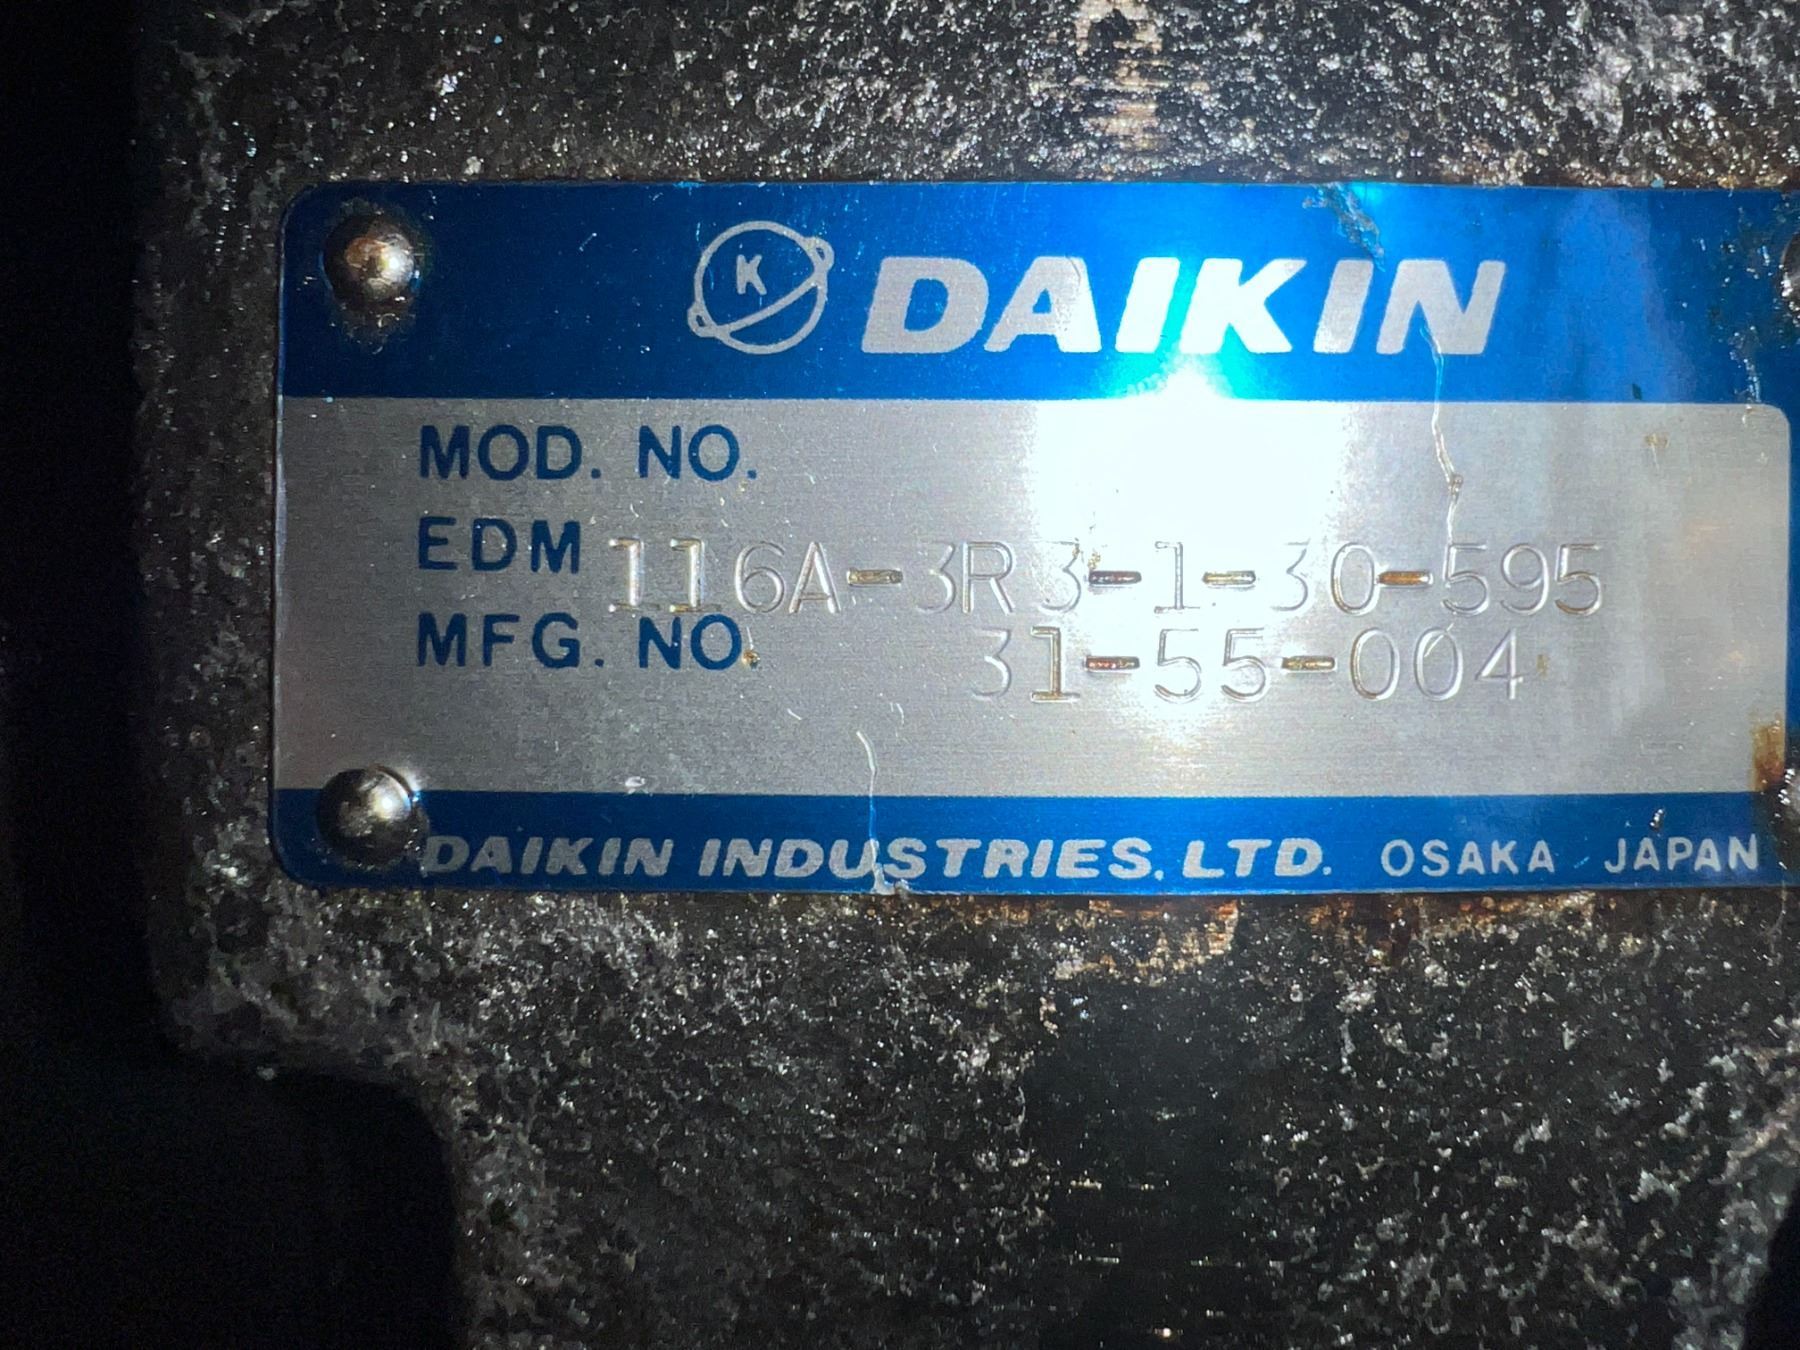 K DAIKIN
MOD. NO.
EDM 116A-3R3-1-30-595
MFG. NO. 31-55-004
DAIKIN INDUSTRIES, LTD. OSAKA JAPAN